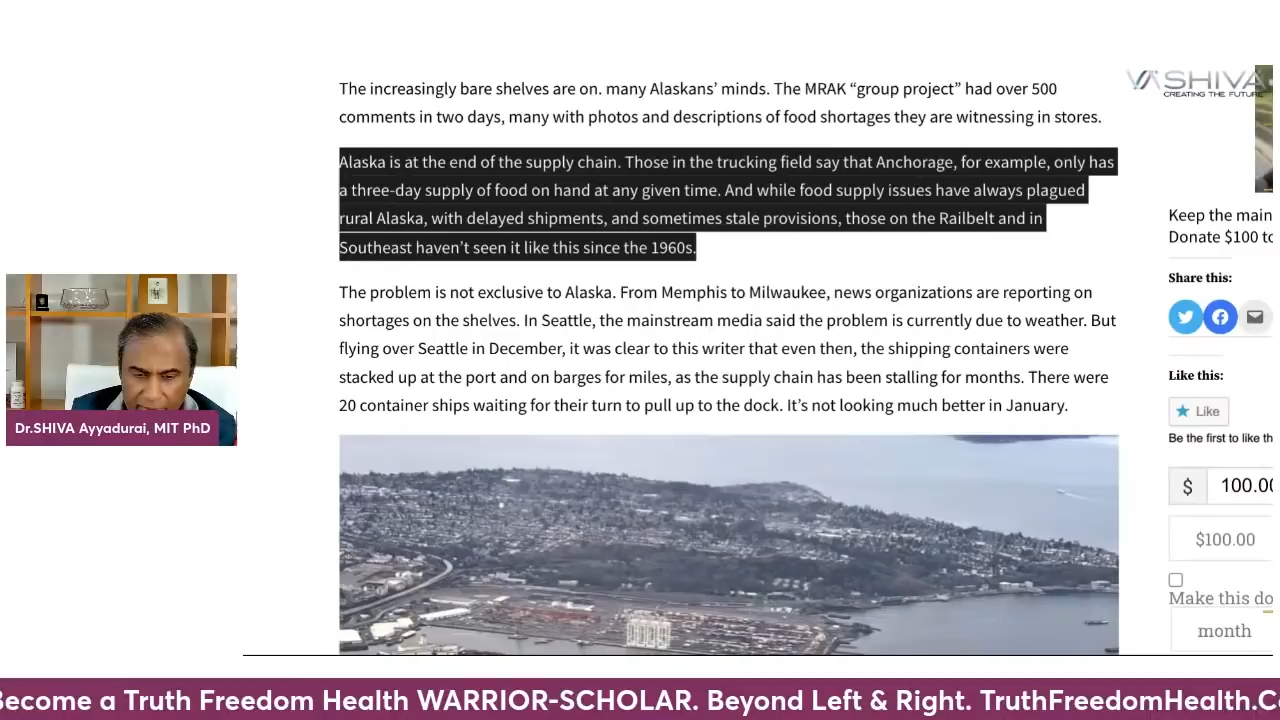 The increasingly bare shelves are on. many Alaskans’ minds. The MRAK “group project” had over 500
comments in two days, many with photos and descriptions of food shortages they are witnessing in stores.
Alaska is at the end of the supply chain. Those in the trucking field say that Anchorage, for example, only has
a three-day supply of food on hand at any given time. And while food supply issues have always plagued
rural Alaska, with delayed shipments, and sometimes stale provisions, those on the Railbelt and in
Southeast haven’t seen it like this since the 1960s.
The problem is not exclusive to Alaska. From Memphis to Milwaukee, news organizations are reporting on
shortages on the shelves. In Seattle, the mainstream media said the problem is currently due to weather. But
flying over Seattle in December, it was clear to this writer that even then, the shipping containers were
stacked up at the port and on barges for miles, as the supply chain has been stalling for months. There were
20 container ships waiting for their turn to pull up to the dock. It’s not looking much better in January.
VA SHIVA
CREATING THE FUTURE
Keep the main
Donate $100 to
Share this:
Like this:
Like
Be the first to like th
$ 100.00
$100.00
Make this do
month
Dr.SHIVA Ayyadurai, MIT PhD
Become a Truth Freedom Health WARRIOR-SCHOLAR. Beyond Left & Right. TruthFreedomHealth.C